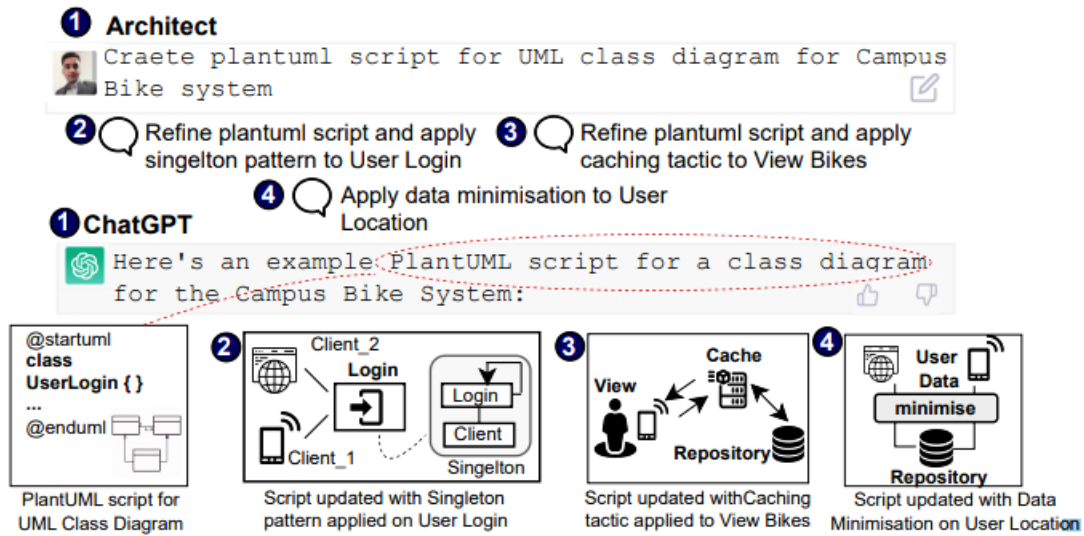 1 Architect
Craete plantuml script for UML class diagram for Campus
Bike system
2 Refine plantuml script and apply
singelton pattern to User Login
3 Refine plantuml script and apply
caching tactic to View Bikes
4 Apply data minimisation to User
Location
1 ChatGPT
Here's an example PlantUML script for a class diagram
for the Campus Bike System:
@startuml
class
UserLogin { }
...
@enduml
PlantUML script for
UML Class Diagram
2
Client_2
Login
Client_1
Login
Client
Singelton
Script updated with Singleton
pattern applied on User Login
3
View
Cache
Repository
Script updated withCaching
tactic applied to View Bikes
4
User
Data
minimise
Repository
Script updated with Data
Minimisation on User Location